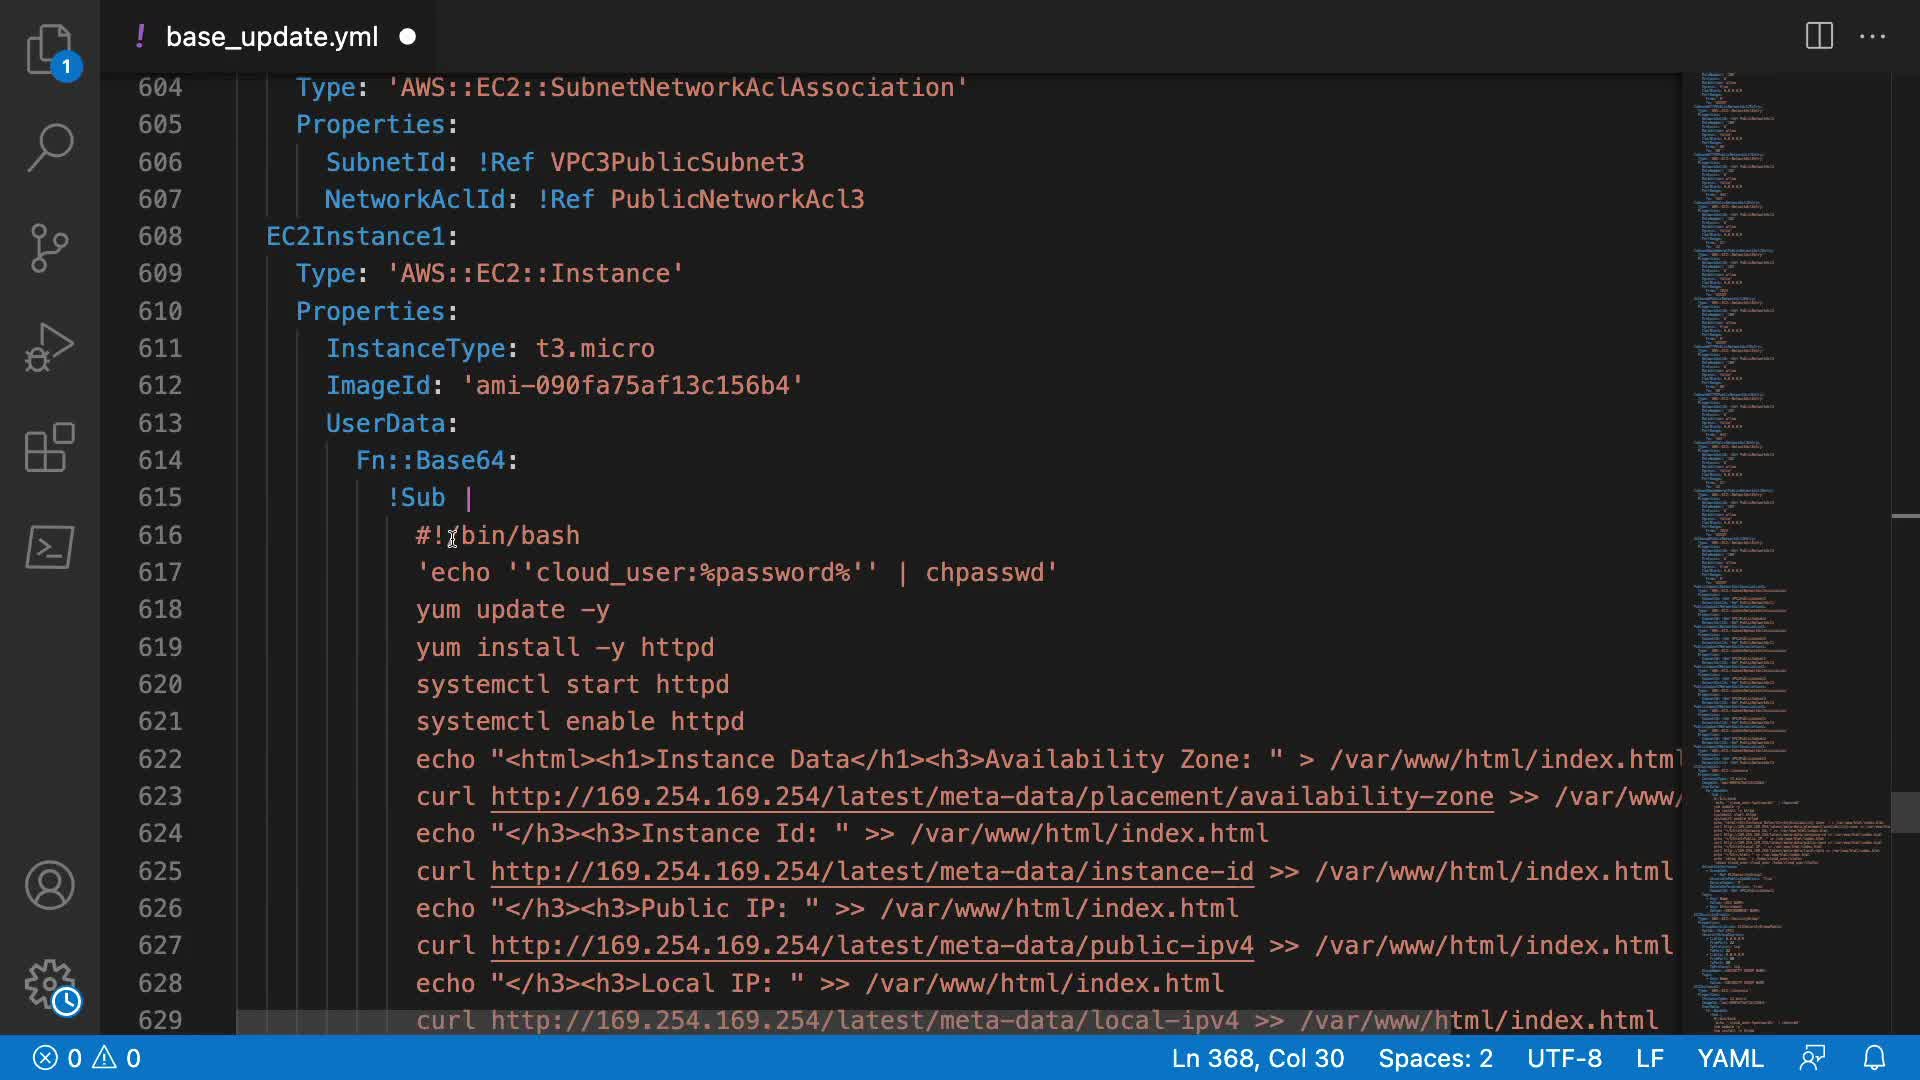 ! base_update.yml
1
604 Type: 'AWS::EC2::SubnetNetworkAclAssociation'
605 Properties:
606 SubnetId: !Ref VPC3PublicSubnet3
607 NetworkAclId: !Ref PublicNetworkAcl3
608 EC2Instance1:
609 Type: 'AWS::EC2::Instance'
610 Properties:
611 InstanceType: t3.micro
612 ImageId: 'ami-090fa75af13c156b4'
613 UserData:
614 Fn::Base64:
615 !Sub |
616 #!/bin/bash
617 'echo ''cloud_user:%password%'' | chpasswd'
618 yum update -y
619 yum install -y httpd
620 systemctl start httpd
621 systemctl enable httpd
622 echo "<html><h1>Instance Data</h1><h3>Availability Zone: " > /var/www/html/index.html
623 curl http://169.254.169.254/latest/meta-data/placement/availability-zone >> /var/www/
624 echo "</h3><h3>Instance Id: " >> /var/www/html/index.html
625 curl http://169.254.169.254/latest/meta-data/instance-id >> /var/www/html/index.html
626 echo "</h3><h3>Public IP: " >> /var/www/html/index.html
627 curl http://169.254.169.254/latest/meta-data/public-ipv4 >> /var/www/html/index.html
628 echo "</h3><h3>Local IP: " >> /var/www/html/index.html
629 curl http://169.254.169.254/latest/meta-data/local-ipv4 >> /var/www/html/index.html
0 0 Ln 368, Col 30 Spaces: 2 UTF-8 LF YAML